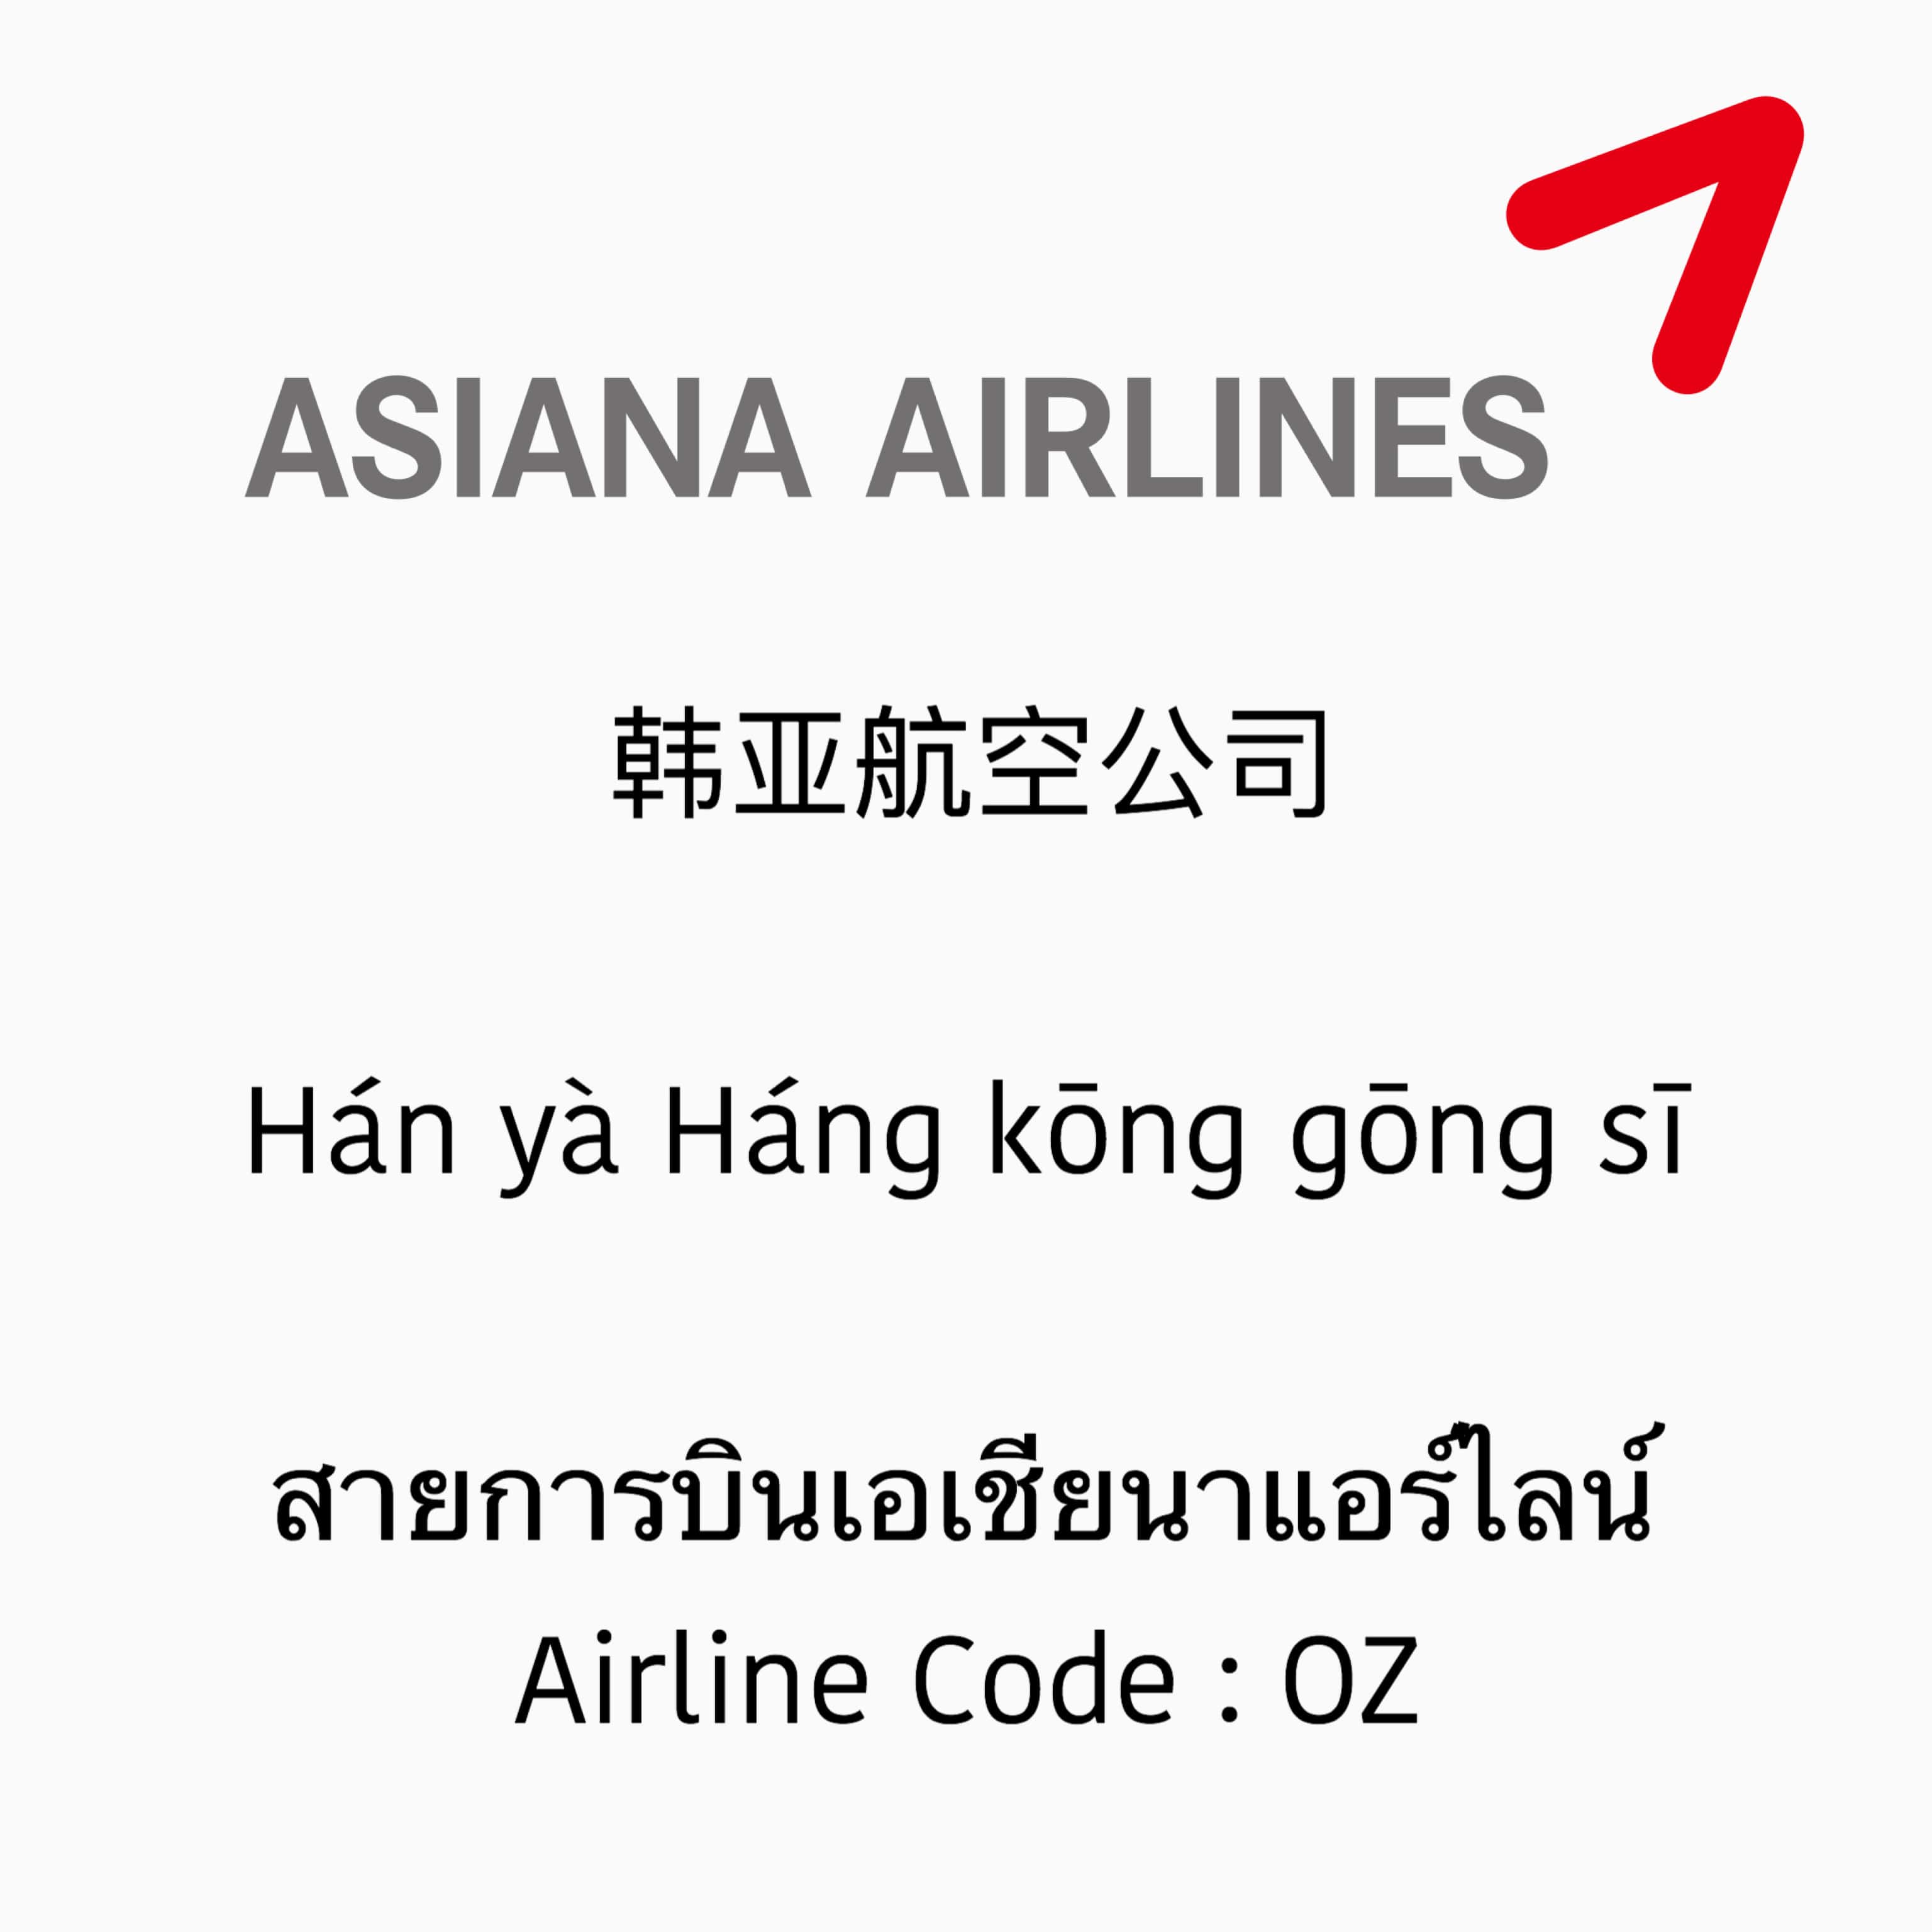 ASIANA AIRLINES
韩亚航空公司
Hán yà Háng kōng gōng sī
สายการบินเอเชียนาแอร์ไลน์
Airline Code : OZ